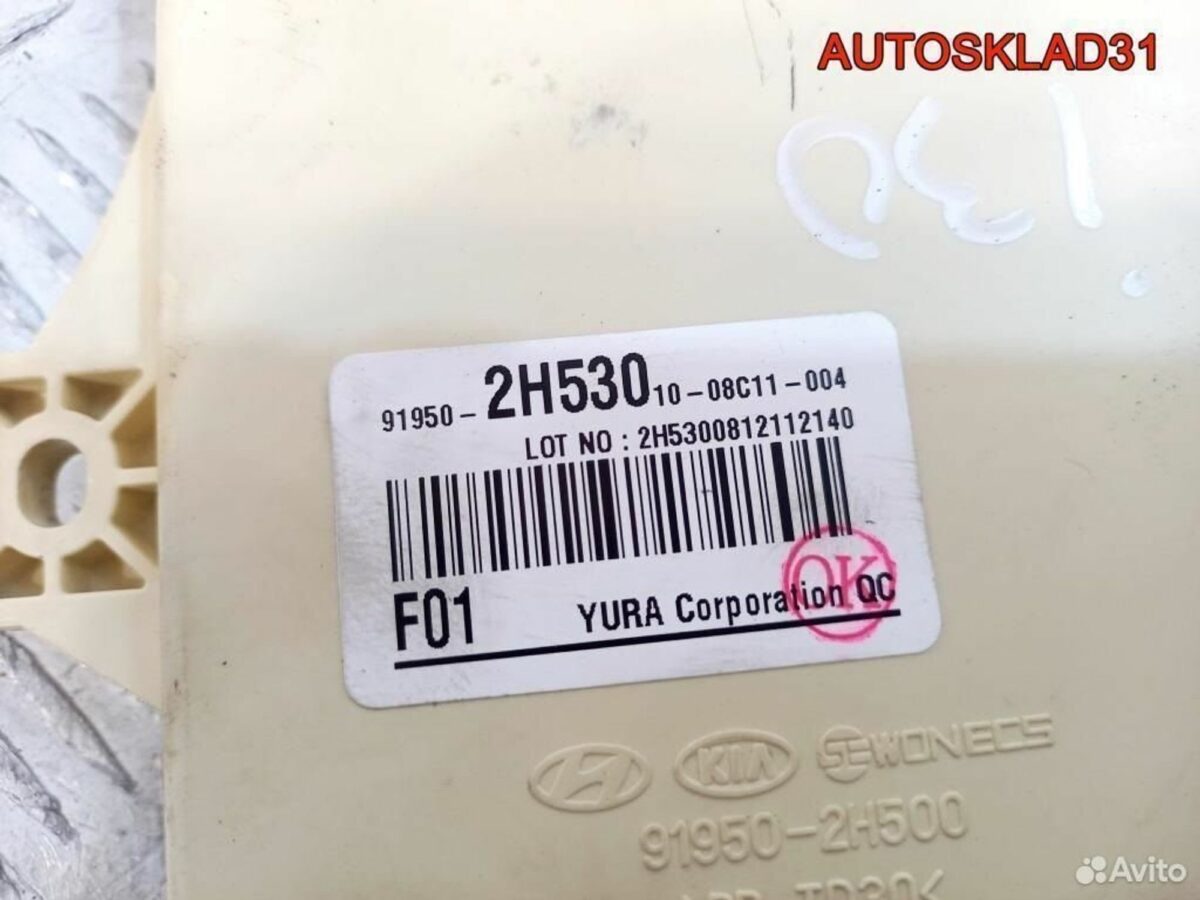 AUTOSKLAD31
91950-2H530 10-08C11-004
LOT NO : 2H5300812112140
F01 YURA Corporation QC
OK
KIA SEWONECS
91950-2H500
Avito